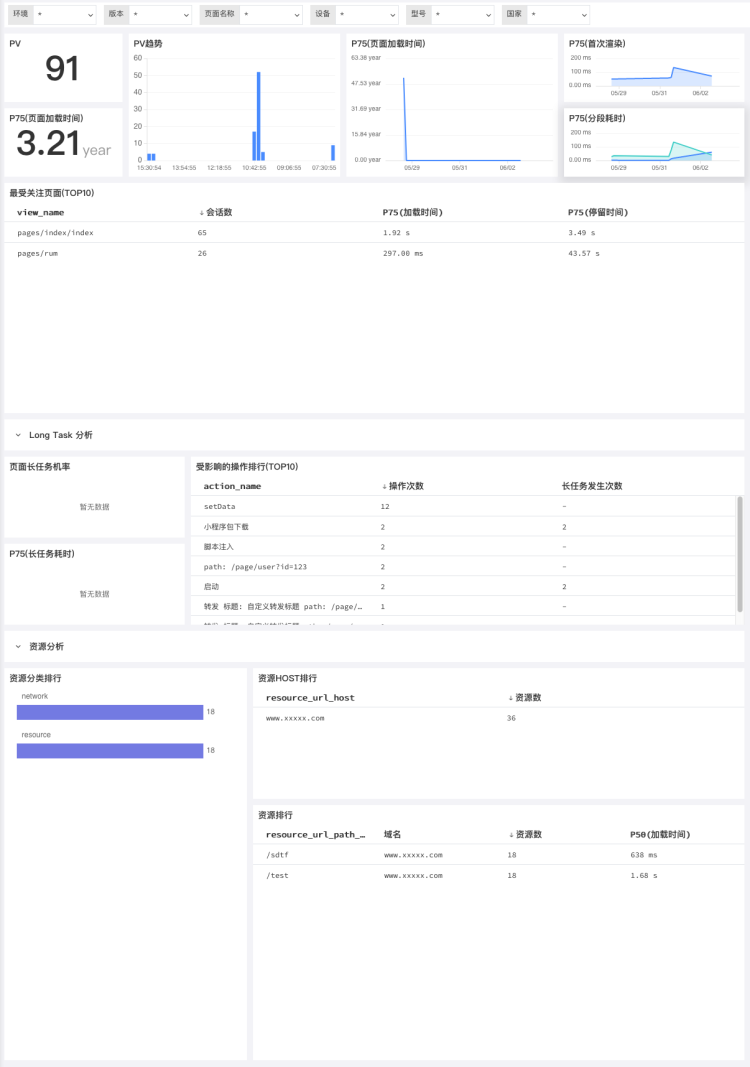 环境 *
版本 *
页面名称 *
设备 *
型号 *
国家 *
PV
91
P75(页面加载时间)
3.21year
PV趋势
60
50
40
30
20
10
0
15:30:54 13:54:55 12:18:55 10:42:55 09:06:55 07:30:55
P75(页面加载时间)
63.38 year
47.53 year
31.69 year
15.84 year
0.00 year
05/29 05/31 06/02
P75(首次渲染)
200 ms
100 ms
0.00 ms
05/29 05/31 06/02
P75(分段耗时)
200 ms
100 ms
0.00 ms
05/29 05/31 06/02
最受关注页面(TOP10)
view_name ↓会话数 P75(加载时间) P75(停留时间)
pages/index/index 65 1.92 s 3.49 s
pages/rum 26 297.00 ms 43.57 s
Long Task 分析
页面长任务机率
暂无数据
P75(长任务耗时)
暂无数据
受影响的操作排行(TOP10)
action_name ↓操作次数 长任务发生次数
setData 12 -
小程序包下载 2 2
脚本注入 2 -
path: /page/user?id=123 2 -
启动 2 2
转发 标题: 自定义转发标题 path: /page/… 1 -
资源分析
资源分类排行
network
18
resource
18
资源HOST排行
resource_url_host ↓资源数
www.xxxxx.com 36
资源排行
resource_url_path_… 域名 ↓资源数 P50(加载时间)
/sdtf www.xxxxx.com 18 638 ms
/test www.xxxxx.com 18 1.68 s